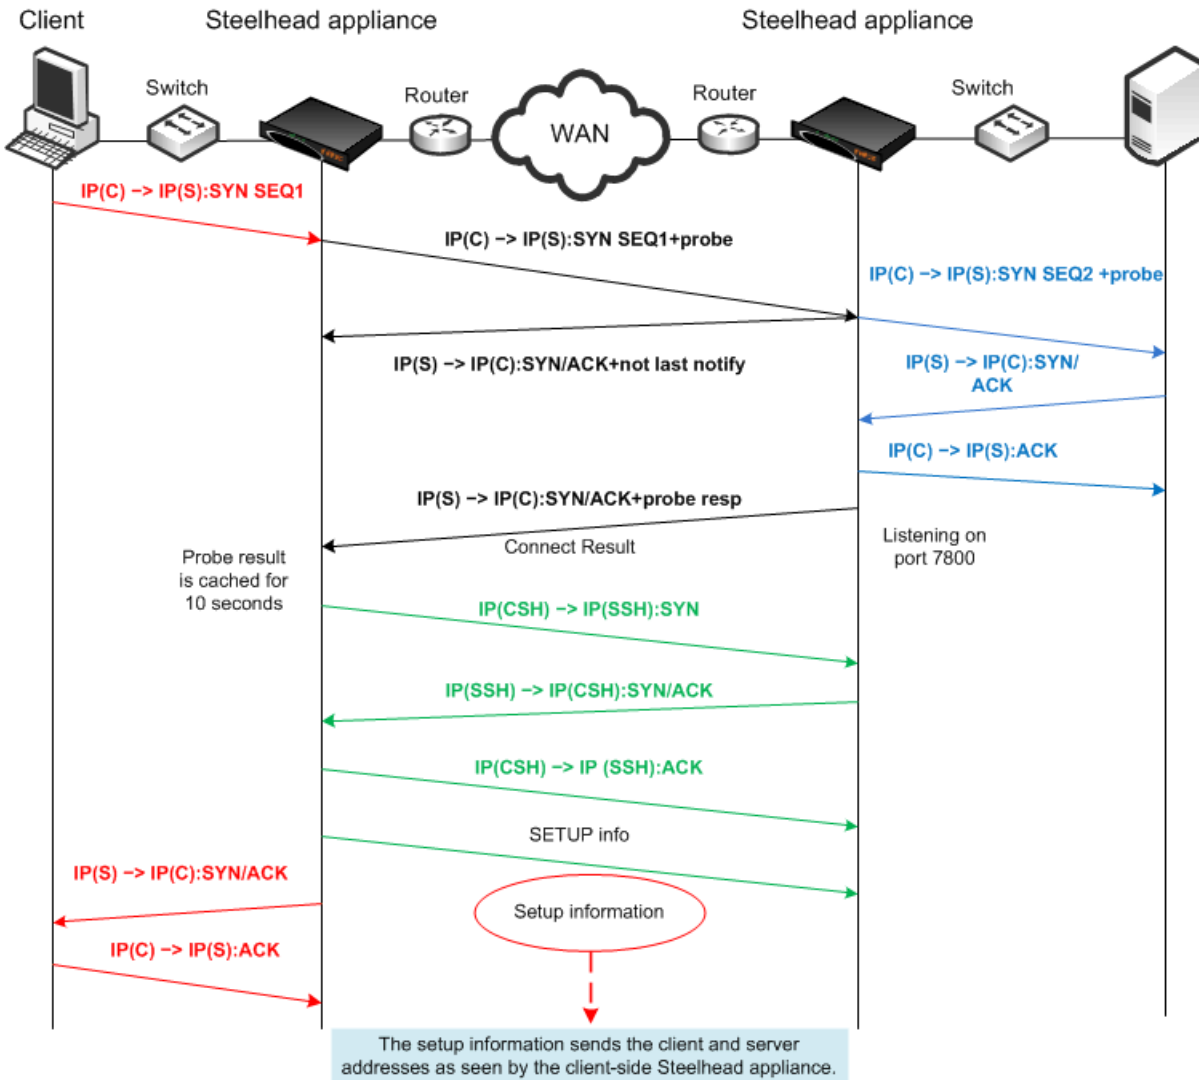 Client
Steelhead appliance
Steelhead appliance
Switch
Router
WAN
Router
Switch
IP(C) −> IP(S):SYN SEQ1
IP(C) −> IP(S):SYN SEQ1+probe
IP(C) −> IP(S):SYN SEQ2 +probe
IP(S) −> IP(C):SYN/ACK+not last notify
IP(S) −> IP(C):SYN/
ACK
IP(C) −> IP(S):ACK
IP(S) −> IP(C):SYN/ACK+probe resp
Connect Result
Listening on
port 7800
Probe result
is cached for
10 seconds
IP(CSH) −> IP(SSH):SYN
IP(SSH) −> IP(CSH):SYN/ACK
IP(CSH) −> IP (SSH):ACK
SETUP info
IP(S) −> IP(C):SYN/ACK
Setup information
IP(C) −> IP(S):ACK
The setup information sends the client and server
addresses as seen by the client-side Steelhead appliance.